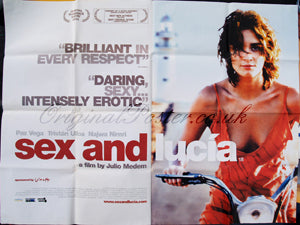 "BRILLIANT IN
EVERY RESPECT"
"DARING,
SEXY...
INTENSELY EROTIC"
OriginalPoster.co.uk
Paz Vega Tristán Ulloa Najwa Nimri
sex and lucía
a film by Julio Medem
www.sexandlucia.com